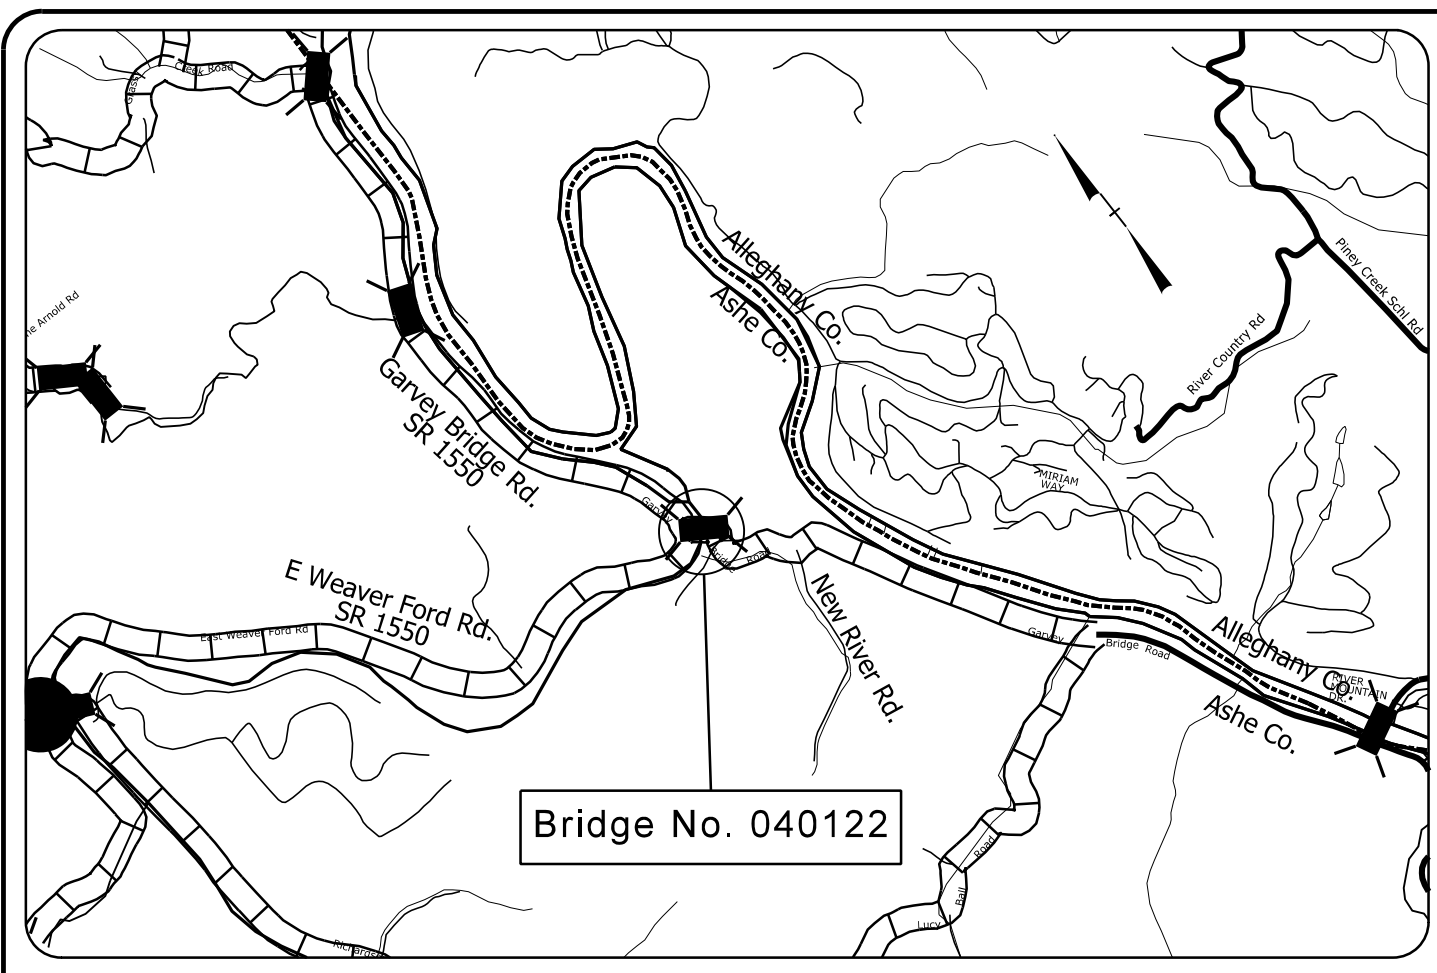 Creek Road
Grassy
Arnold Rd
Alleghany Co.
Ashe Co.
Piney Creek Schl Rd
River Country Rd
Garvey Bridge Rd.
SR 1550
MIRIAM
WAY
Garvey
Bridge Road
E Weaver Ford Rd.
SR 1550
East Weaver Ford Rd
New River Rd.
Garvey
Bridge Road
Alleghany Co.
Ashe Co.
RIVER
MOUNTAIN
DR.
Bridge No. 040122
Road
Ball
Lucy